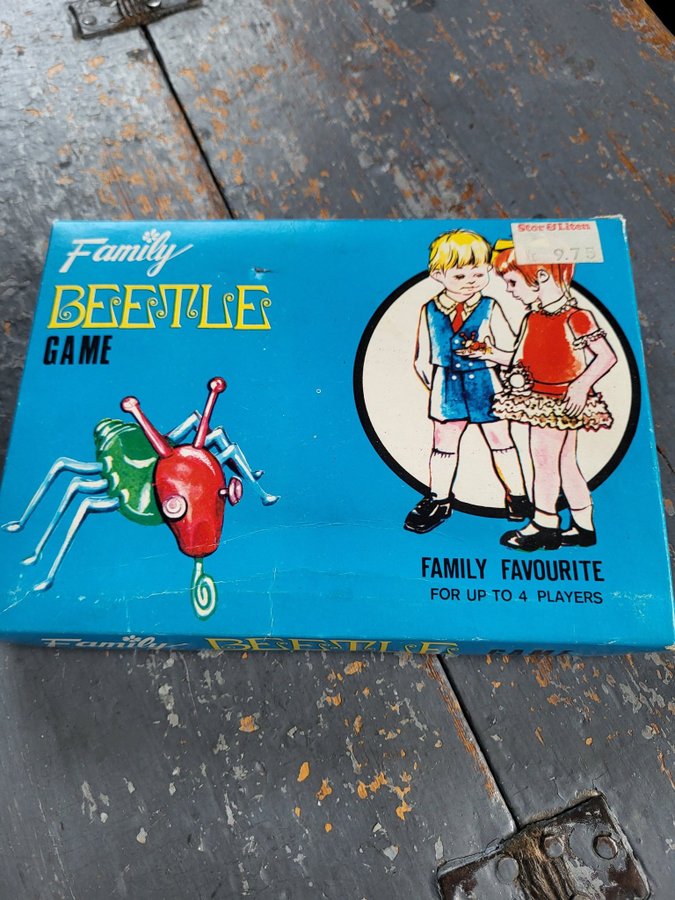 Family
BEETLE
GAME
Stor & Liten
9.75
FAMILY FAVOURITE
FOR UP TO 4 PLAYERS
Family BEETLE GAME